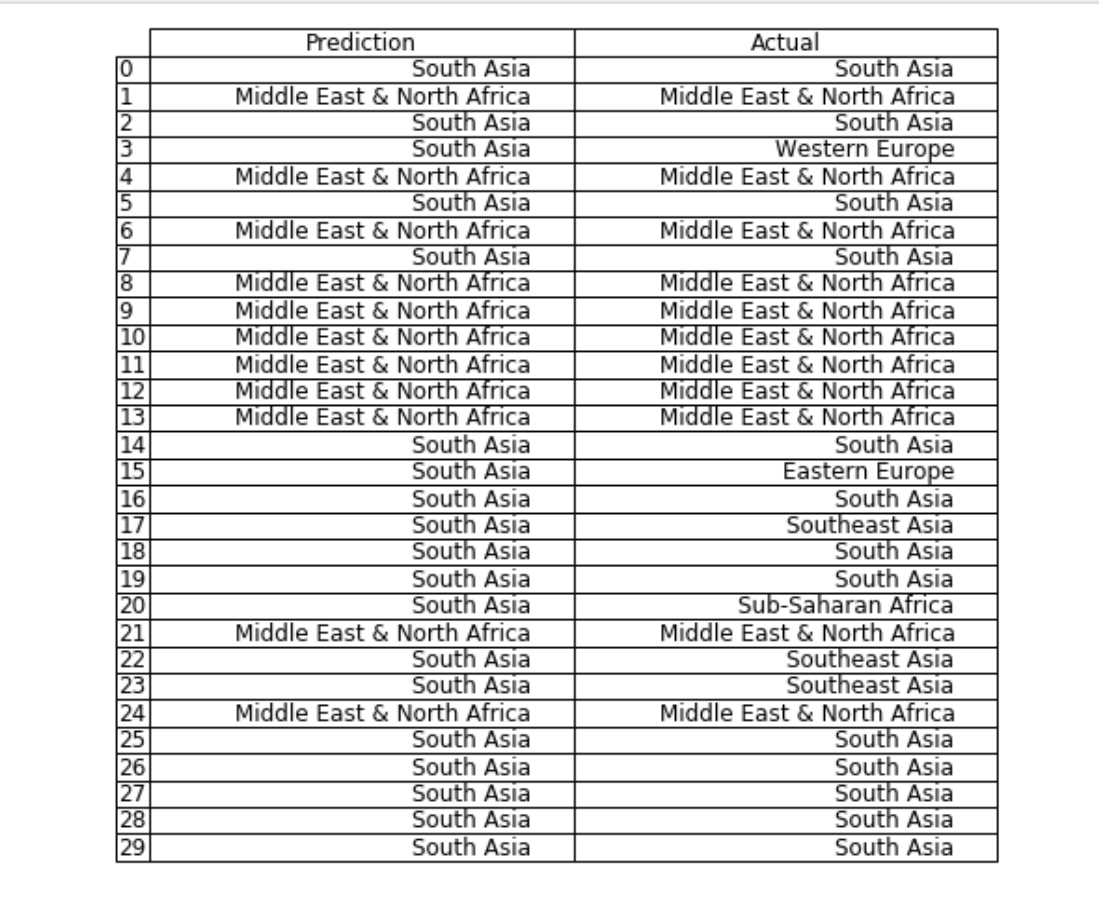 Prediction Actual
0 South Asia South Asia
1 Middle East & North Africa Middle East & North Africa
2 South Asia South Asia
3 South Asia Western Europe
4 Middle East & North Africa Middle East & North Africa
5 South Asia South Asia
6 Middle East & North Africa Middle East & North Africa
7 South Asia South Asia
8 Middle East & North Africa Middle East & North Africa
9 Middle East & North Africa Middle East & North Africa
10 Middle East & North Africa Middle East & North Africa
11 Middle East & North Africa Middle East & North Africa
12 Middle East & North Africa Middle East & North Africa
13 Middle East & North Africa Middle East & North Africa
14 South Asia South Asia
15 South Asia Eastern Europe
16 South Asia South Asia
17 South Asia Southeast Asia
18 South Asia South Asia
19 South Asia South Asia
20 South Asia Sub-Saharan Africa
21 Middle East & North Africa Middle East & North Africa
22 South Asia Southeast Asia
23 South Asia Southeast Asia
24 Middle East & North Africa Middle East & North Africa
25 South Asia South Asia
26 South Asia South Asia
27 South Asia South Asia
28 South Asia South Asia
29 South Asia South Asia